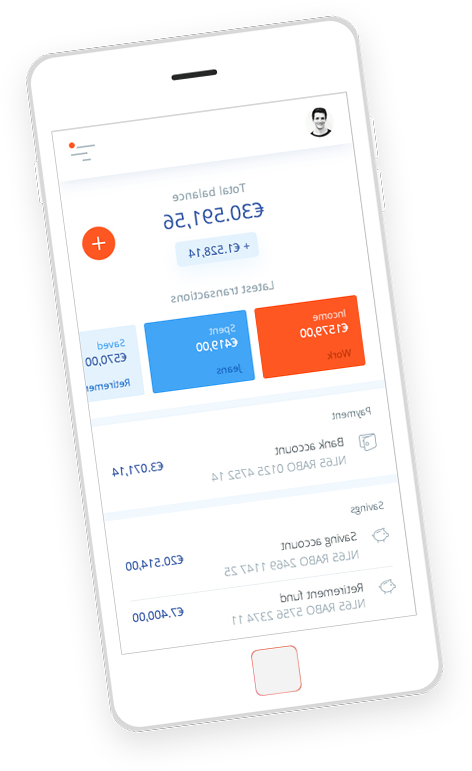 Total balance
€30.591,56
+ €1.528,14
Latest transactions
Income
€1579,00
Work
Spent
€419,00
Jeans
Saved
€570,00
Retiremen
Payment
Bank account
NL65 RABO 0125 4752 14
€3.071,14
Savings
Saving account
NL65 RABO 2469 1147 25
€20.514,00
Retirement fund
NL65 RABO 5756 2374 11
€7.400,00